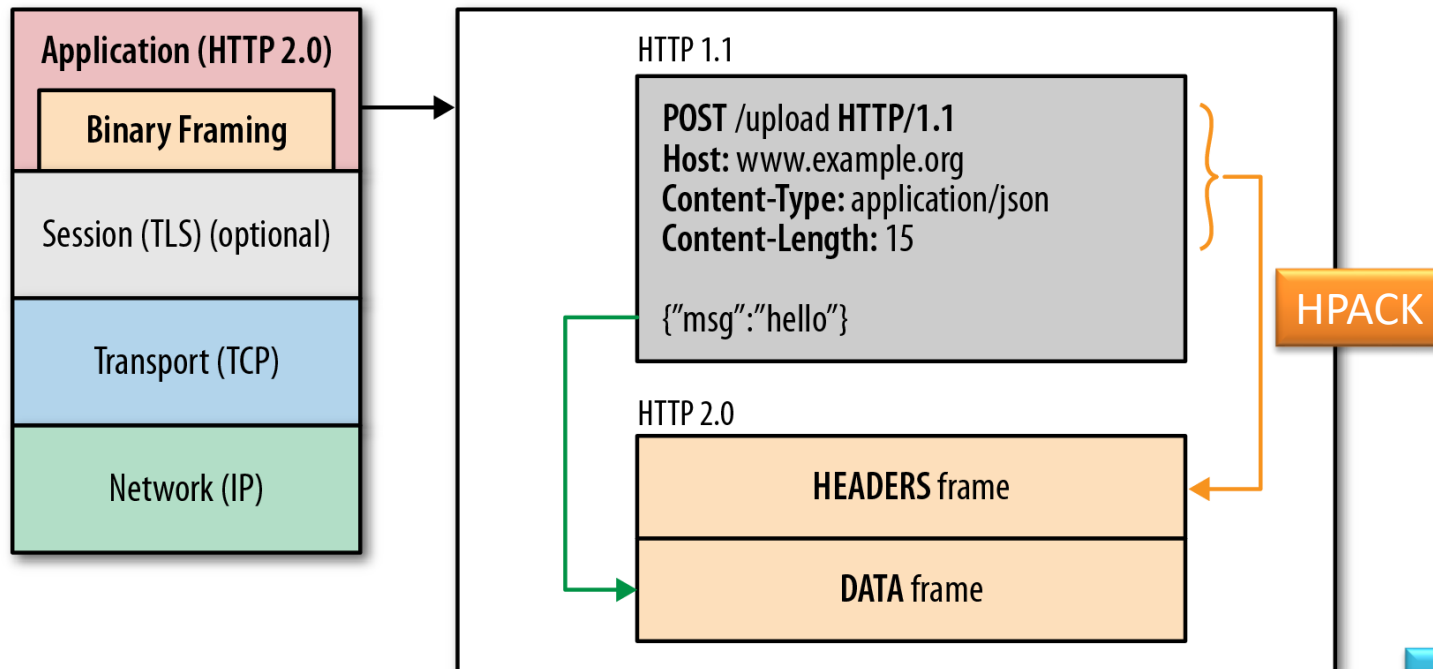 Application (HTTP 2.0)
Binary Framing
Session (TLS) (optional)
Transport (TCP)
Network (IP)
HTTP 1.1
POST /upload HTTP/1.1
Host: www.example.org
Content-Type: application/json
Content-Length: 15
{”msg”:”hello”}
HPACK
HTTP 2.0
HEADERS frame
DATA frame